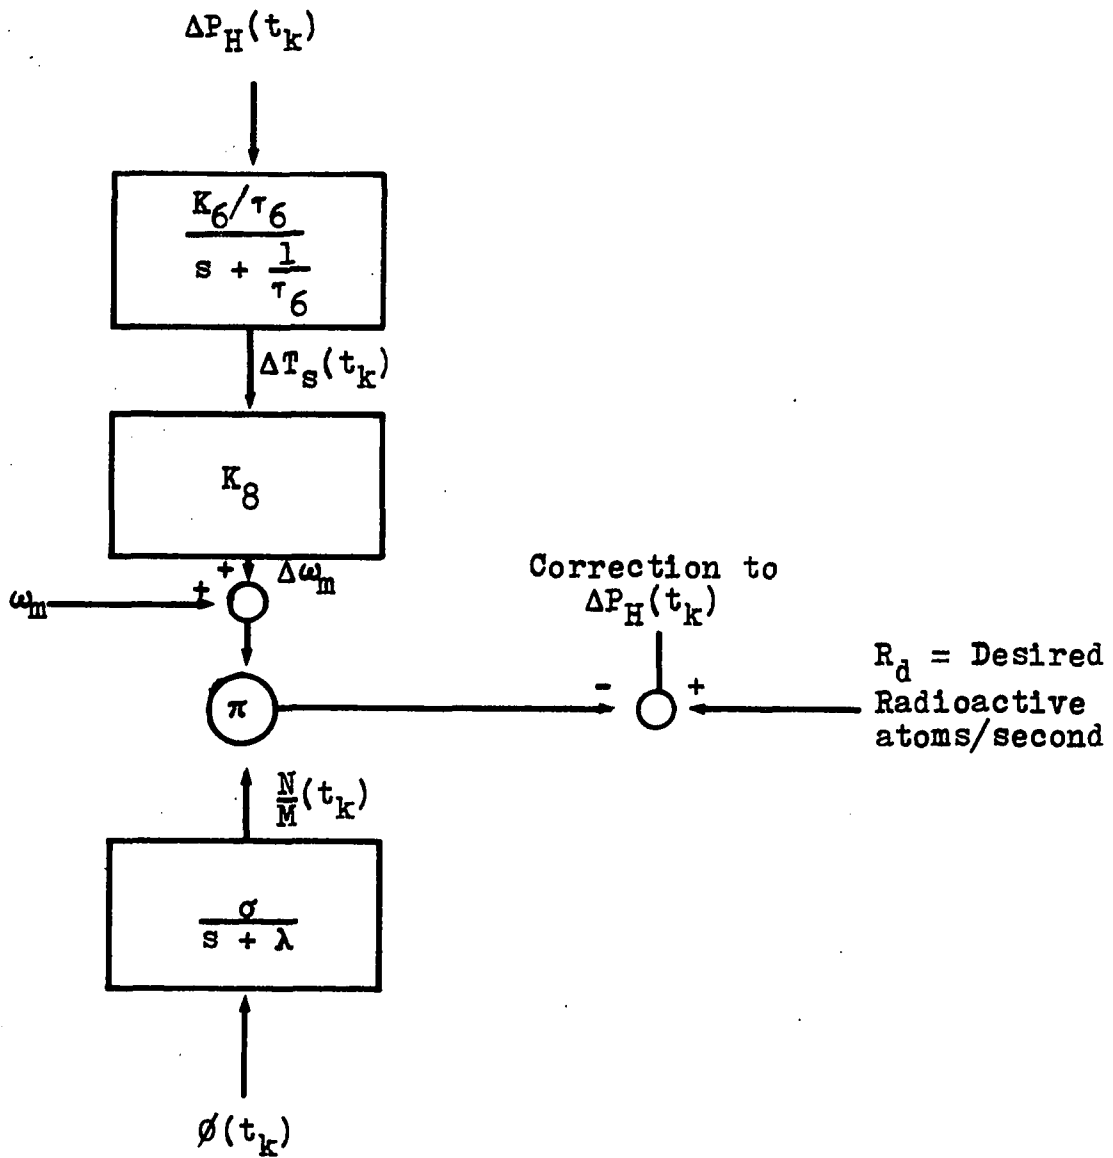 ΔP_H(t_k)
K_6/τ_6
s + 1/τ_6
ΔT_s(t_k)
K_8
+ Δω_m
ω_m +
Correction to
ΔP_H(t_k)
R_d = Desired
Radioactive
atoms/second
π - +
N/M(t_k)
σ
s + λ
ø(t_k)